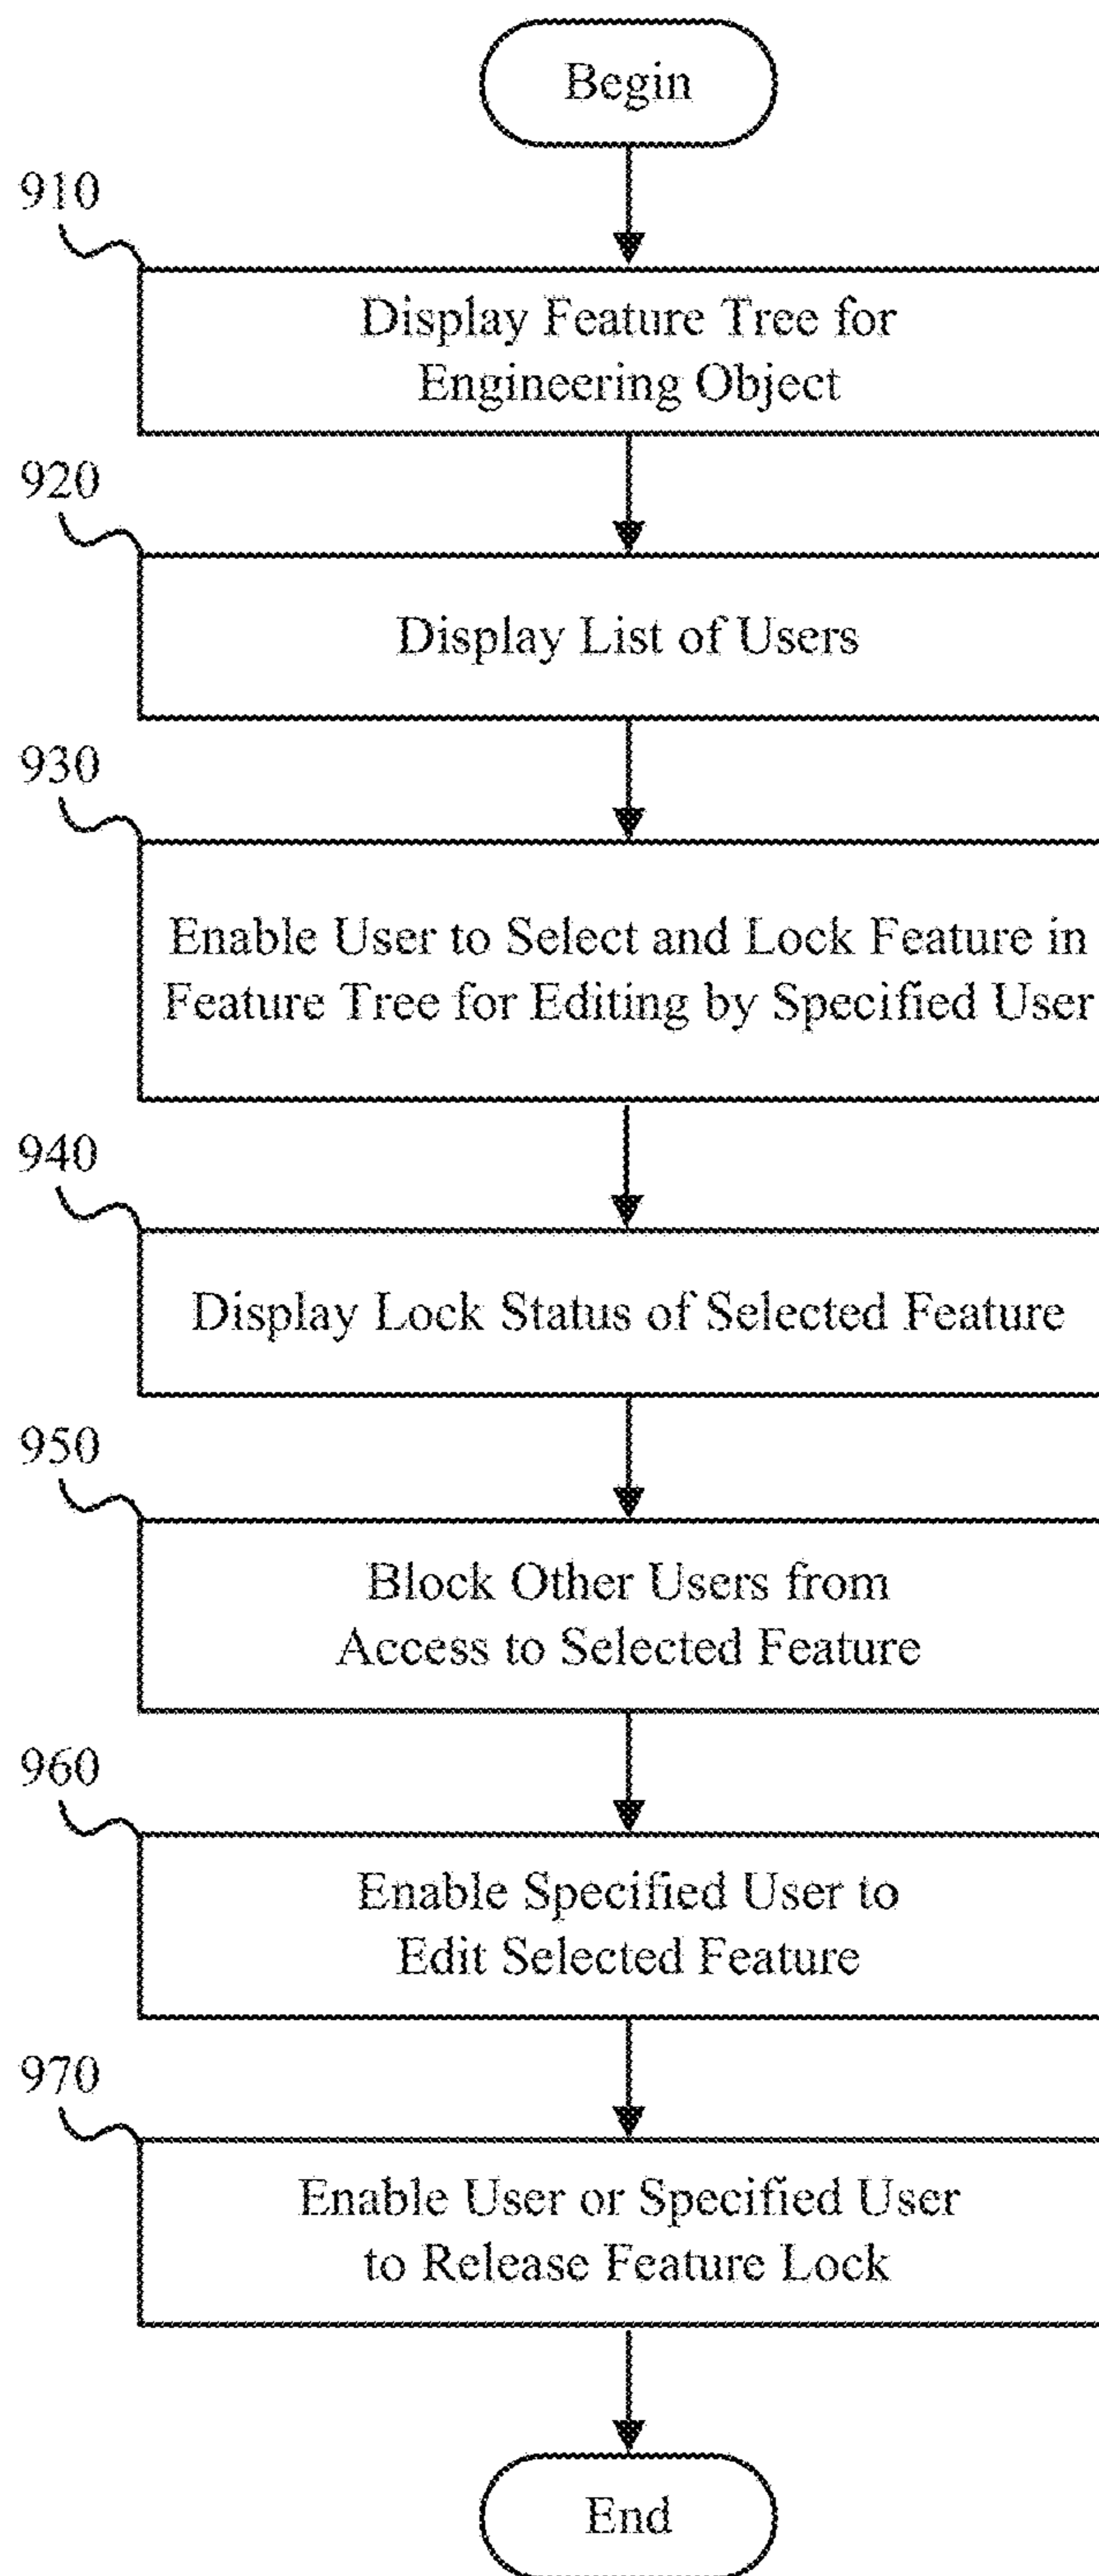 Begin
910
Display Feature Tree for
Engineering Object
920
Display List of Users
930
Enable User to Select and Lock Feature in
Feature Tree for Editing by Specified User
940
Display Lock Status of Selected Feature
950
Block Other Users from
Access to Selected Feature
960
Enable Specified User to
Edit Selected Feature
970
Enable User or Specified User
to Release Feature Lock
End